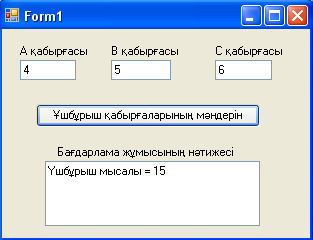 Form1
А қабырғасы В қабырғасы С қабырғасы
4 5 6
Үшбұрыш қабырғаларының мәндерін
Бағдарлама жұмысының нәтижесі
Үшбұрыш мысалы = 15